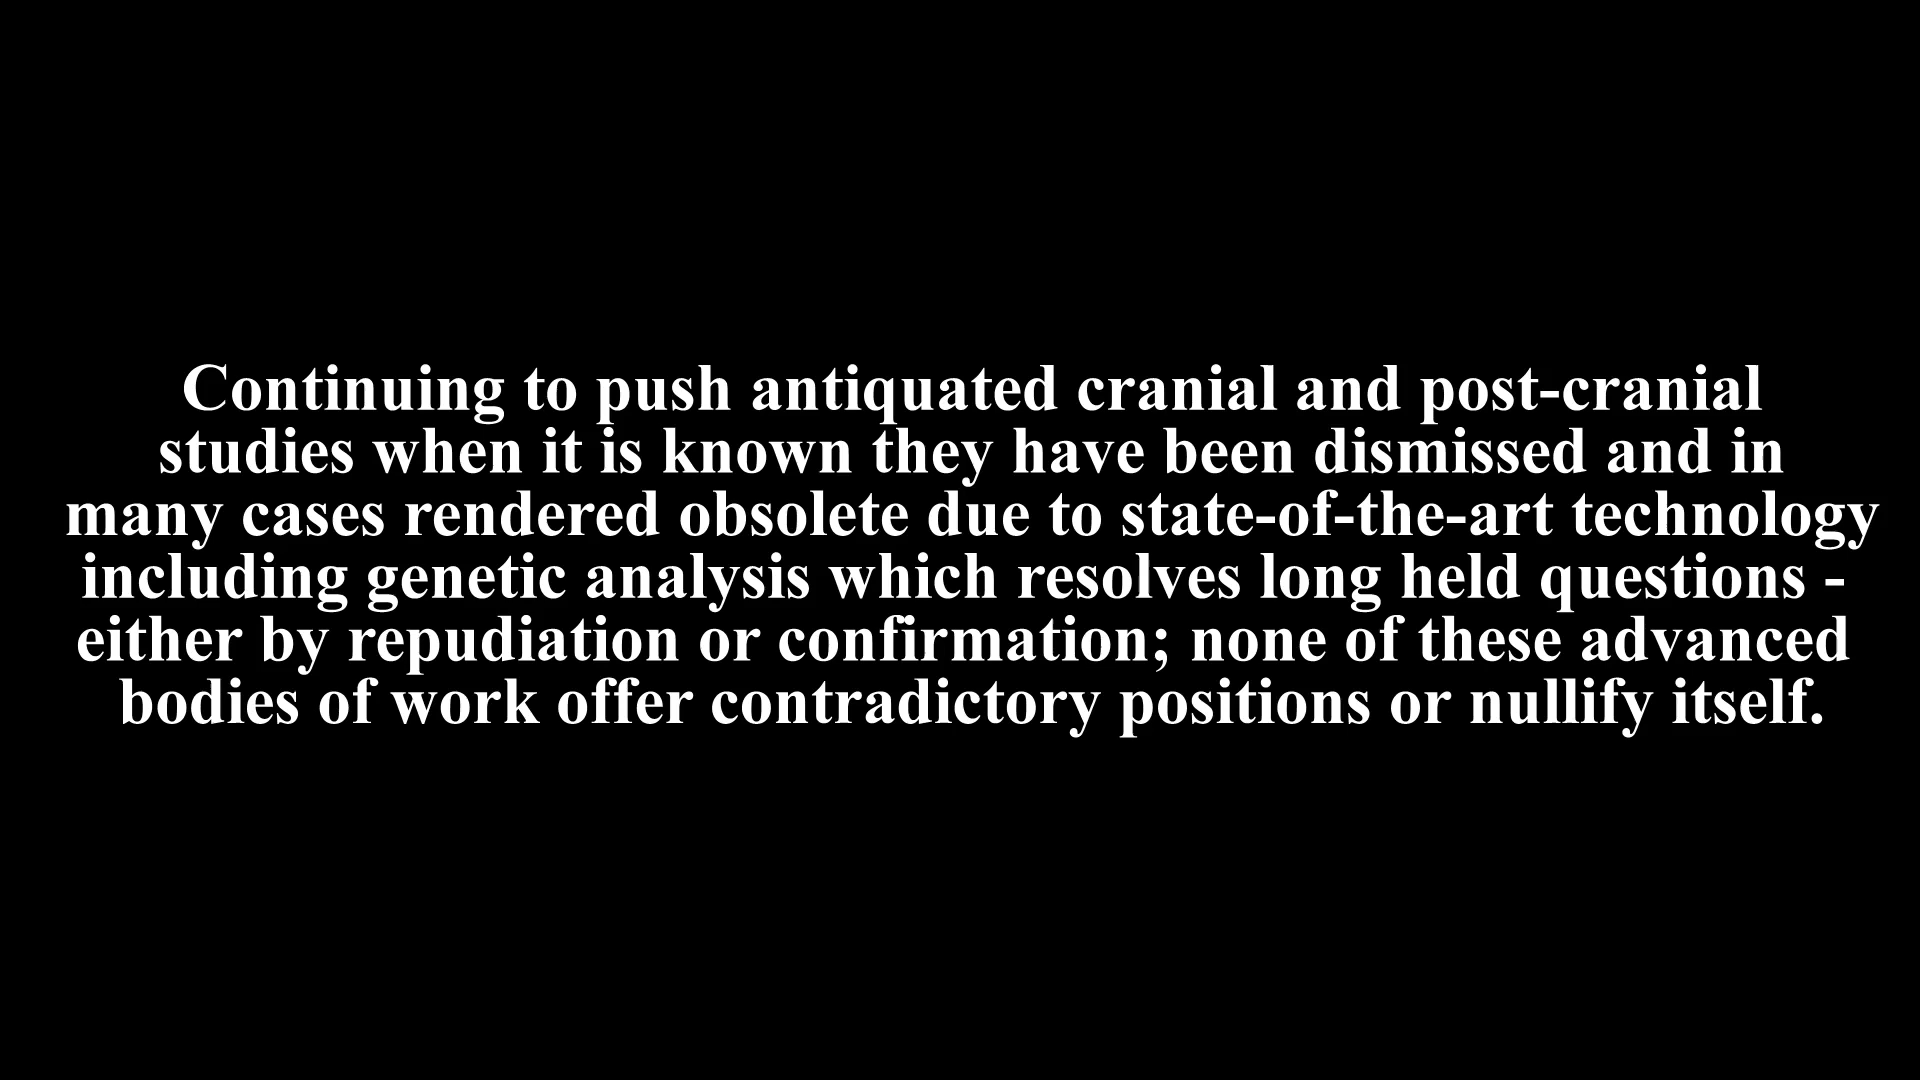 Continuing to push antiquated cranial and post-cranial
studies when it is known they have been dismissed and in
many cases rendered obsolete due to state-of-the-art technology
including genetic analysis which resolves long held questions -
either by repudiation or confirmation; none of these advanced
bodies of work offer contradictory positions or nullify itself.